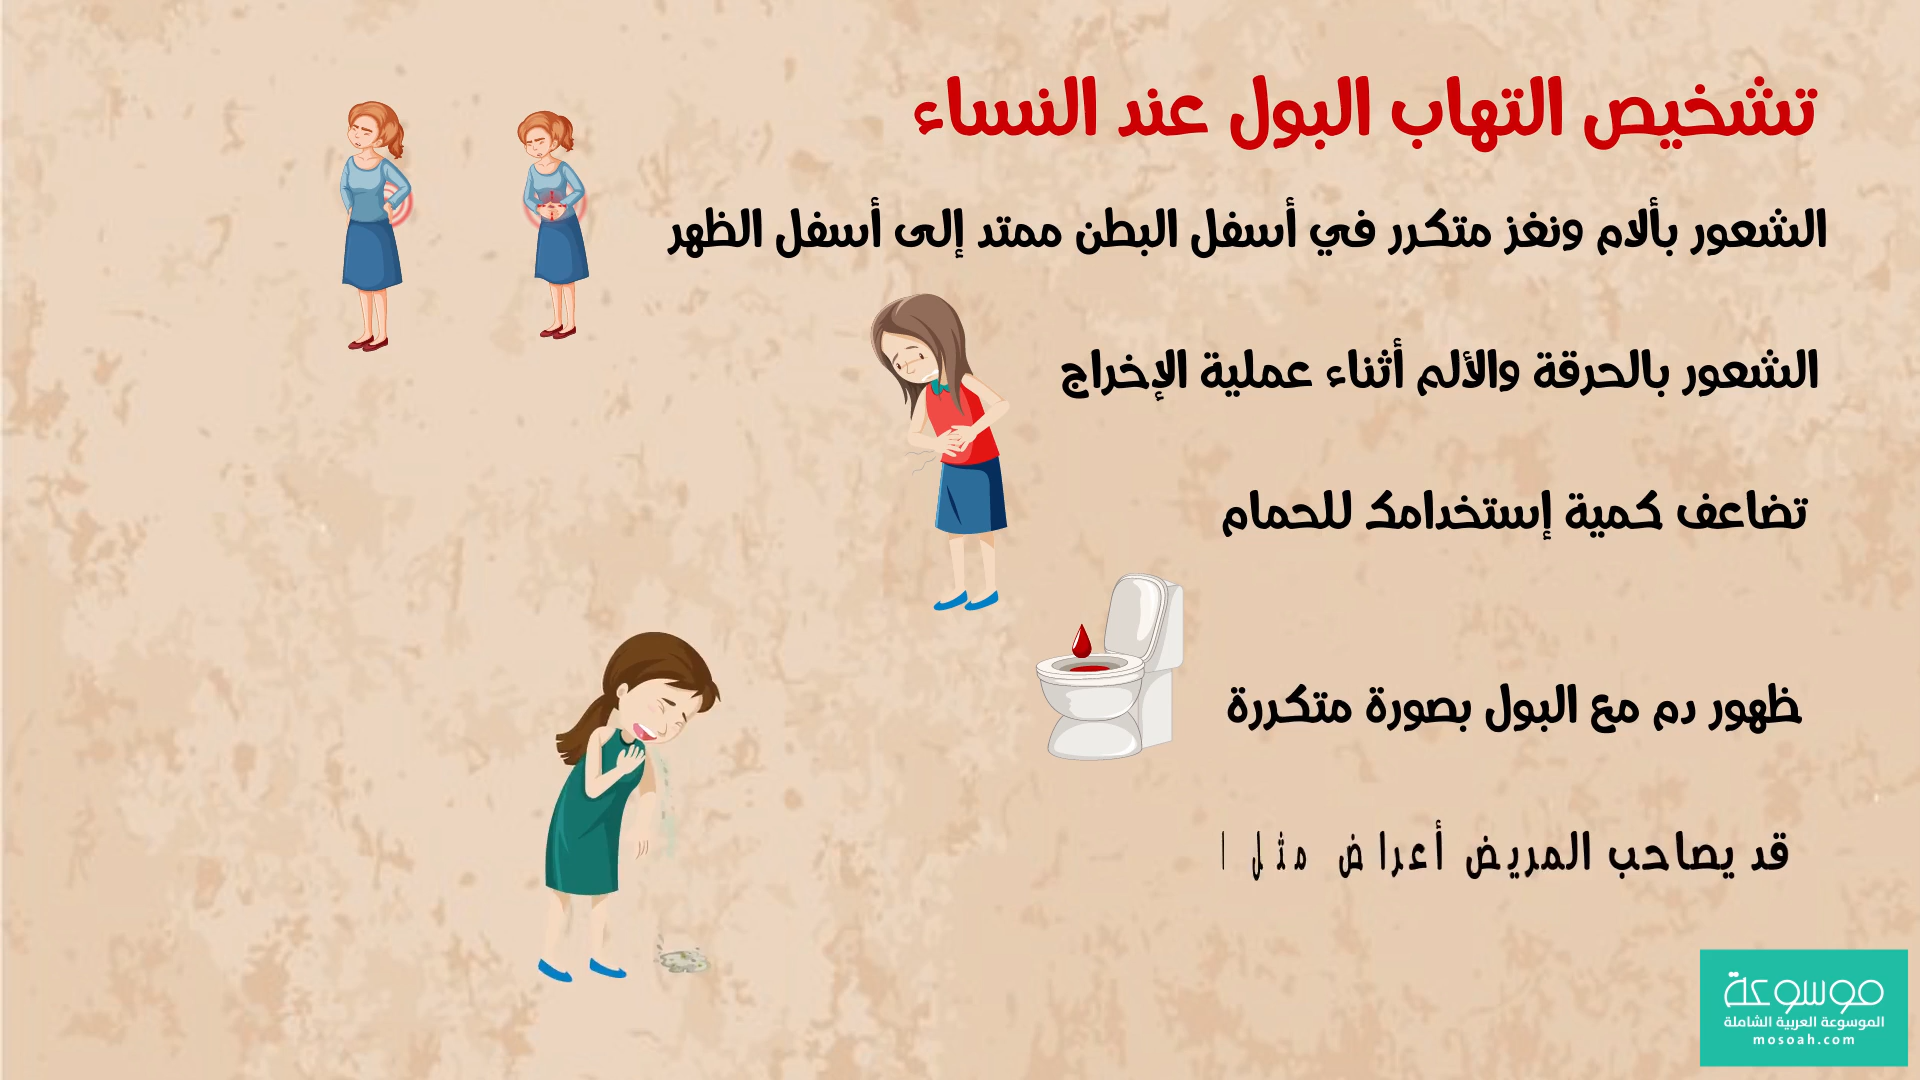 تشخيص التهاب البول عند النساء
الشعور بألام ونغز متكرر في أسفل البطن ممتد إلى أسفل الظهر
الشعور بالحرقة والألم أثناء عملية الإخراج
تضاعف كمية إستخدامك للحمام
ظهور دم مع البول بصورة متكررة
قد يصاحب المريض أعراض مثل ا
موسوعة
الموسوعة العربية الشاملة
mosoah.com